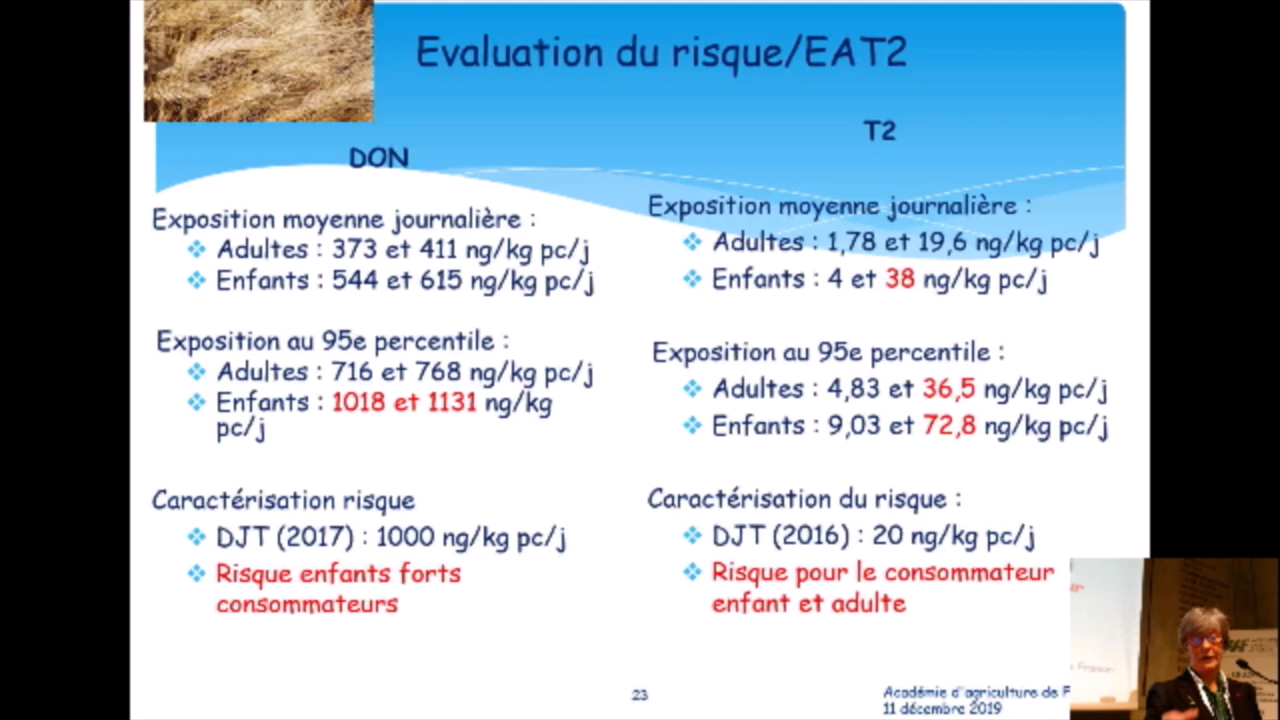 Evaluation du risque/EAT2
DON
Exposition moyenne journalière :
Adultes : 373 et 411 ng/kg pc/j
Enfants : 544 et 615 ng/kg pc/j
Exposition au 95e percentile :
Adultes : 716 et 768 ng/kg pc/j
Enfants : 1018 et 1131 ng/kg
pc/j
Caractérisation risque
DJT (2017) : 1000 ng/kg pc/j
Risque enfants forts
consommateurs
T2
Exposition moyenne journalière :
Adultes : 1,78 et 19,6 ng/kg pc/j
Enfants : 4 et 38 ng/kg pc/j
Exposition au 95e percentile :
Adultes : 4,83 et 36,5 ng/kg pc/j
Enfants : 9,03 et 72,8 ng/kg pc/j
Caractérisation du risque :
DJT (2016) : 20 ng/kg pc/j
Risque pour le consommateur
enfant et adulte
23
Académie d'agriculture de F
11 décembre 2019